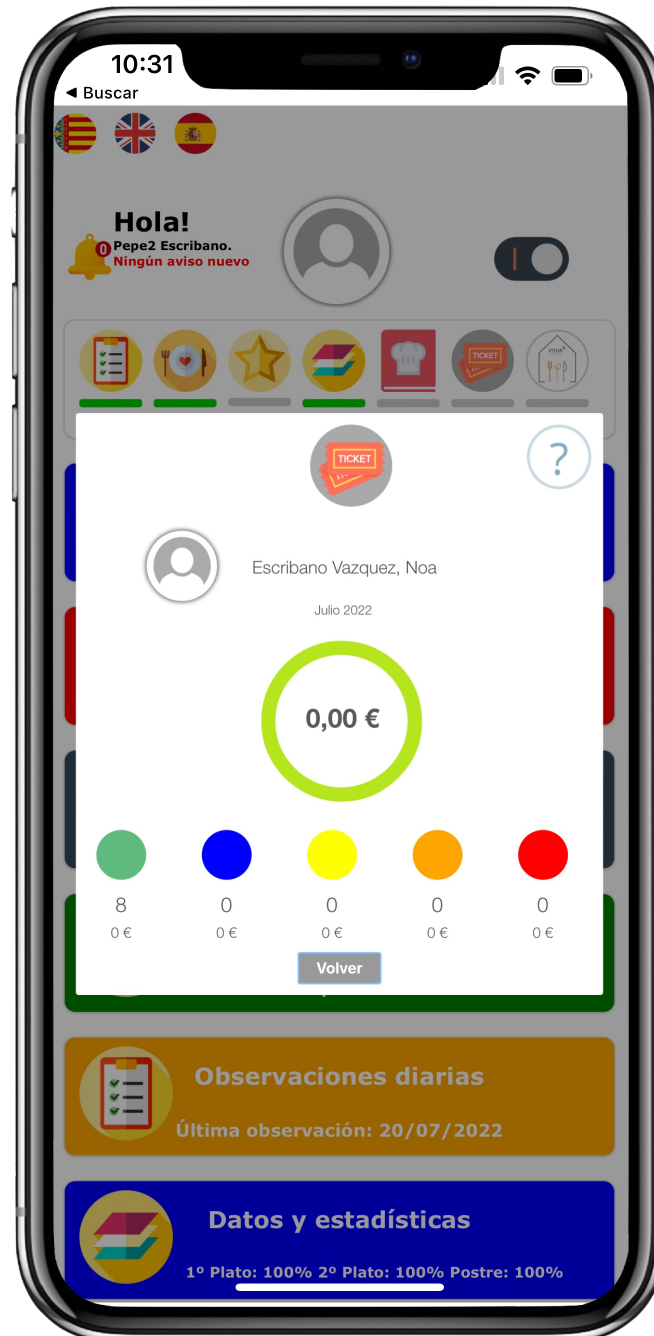 10:31
◀ Buscar
Hola!
0
Pepe2 Escribano.
Ningún aviso nuevo
TICKET
TICKET
?
Escribano Vazquez, Noa
Julio 2022
0,00 €
8 0 0 0 0
0 € 0 € 0 € 0 € 0 €
Volver
Observaciones diarias
Última observación: 20/07/2022
Datos y estadísticas
1º Plato: 100% 2º Plato: 100% Postre: 100%